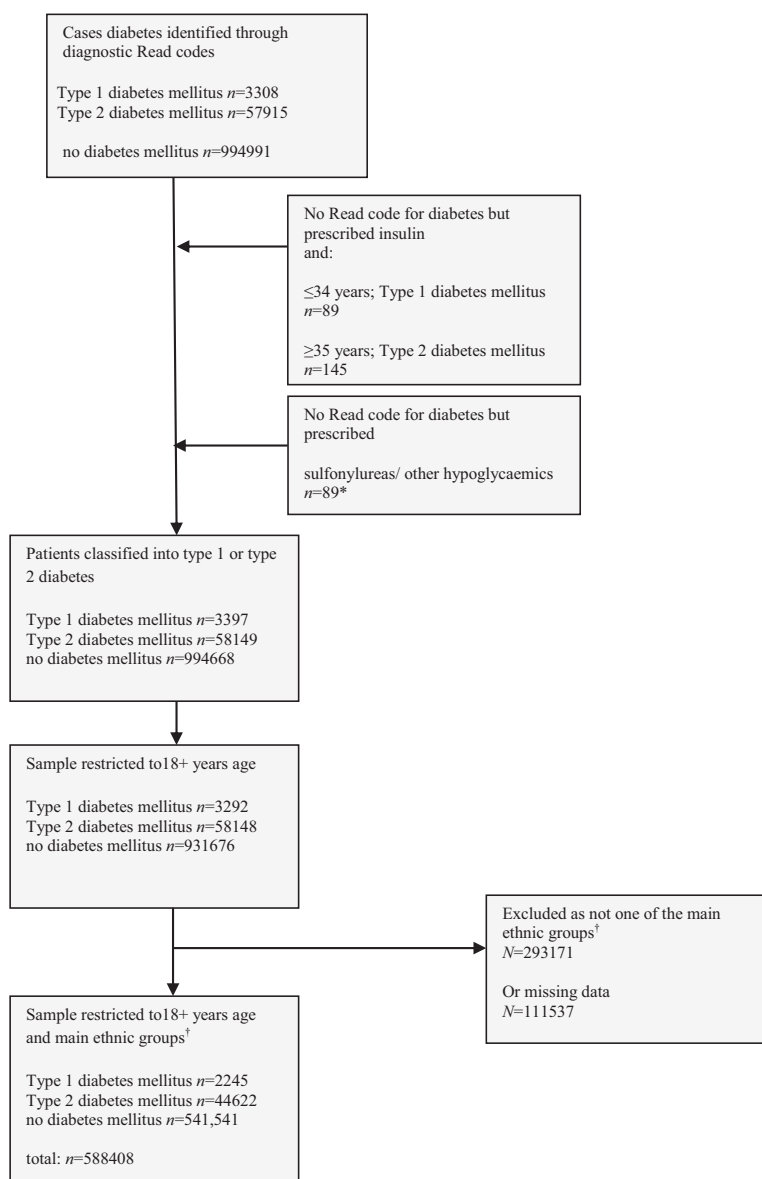 Cases diabetes identified through
diagnostic Read codes
Type 1 diabetes mellitus n=3308
Type 2 diabetes mellitus n=57915
no diabetes mellitus n=994991
No Read code for diabetes but
prescribed insulin
and:
≤34 years; Type 1 diabetes mellitus
n=89
≥35 years; Type 2 diabetes mellitus
n=145
No Read code for diabetes but
prescribed
sulfonylureas/ other hypoglycaemics
n=89*
Patients classified into type 1 or type
2 diabetes
Type 1 diabetes mellitus n=3397
Type 2 diabetes mellitus n=58149
no diabetes mellitus n=994668
Sample restricted to18+ years age
Type 1 diabetes mellitus n=3292
Type 2 diabetes mellitus n=58148
no diabetes mellitus n=931676
Excluded as not one of the main
ethnic groups†
N=293171
Or missing data
N=111537
Sample restricted to18+ years age
and main ethnic groups†
Type 1 diabetes mellitus n=2245
Type 2 diabetes mellitus n=44622
no diabetes mellitus n=541,541
total: n=588408